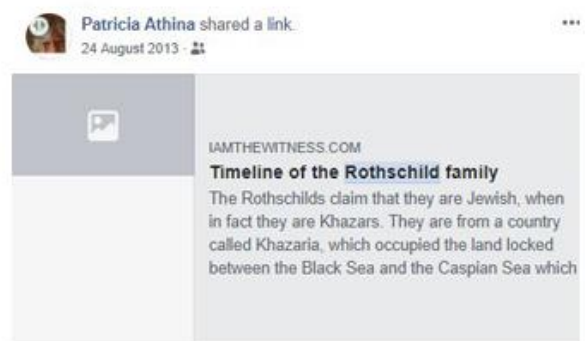 Patricia Athina shared a link.
24 August 2013
IAMTHEWITNESS.COM
Timeline of the Rothschild family
The Rothschilds claim that they are Jewish, when
in fact they are Khazars. They are from a country
called Khazaria, which occupied the land locked
between the Black Sea and the Caspian Sea which